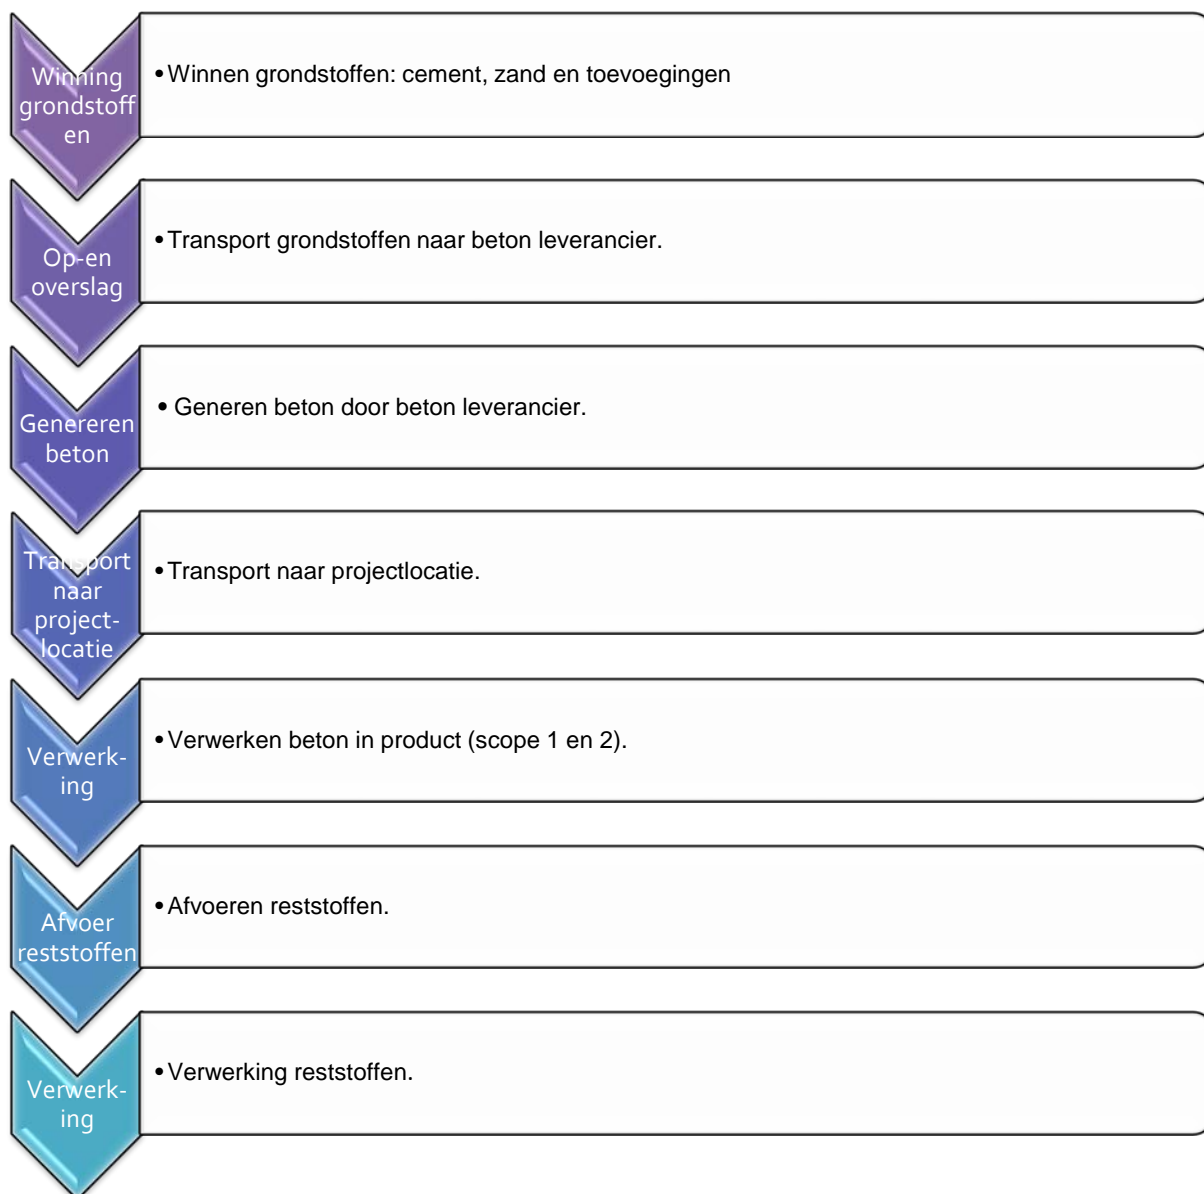 Winning
grondstoff
en
•Winnen grondstoffen: cement, zand en toevoegingen
Op-en
overslag
•Transport grondstoffen naar beton leverancier.
Genereren
beton
• Generen beton door beton leverancier.
Transport
naar
project-
locatie
•Transport naar projectlocatie.
Verwerk-
ing
•Verwerken beton in product (scope 1 en 2).
Afvoer
reststoffen
•Afvoeren reststoffen.
Verwerk-
ing
•Verwerking reststoffen.